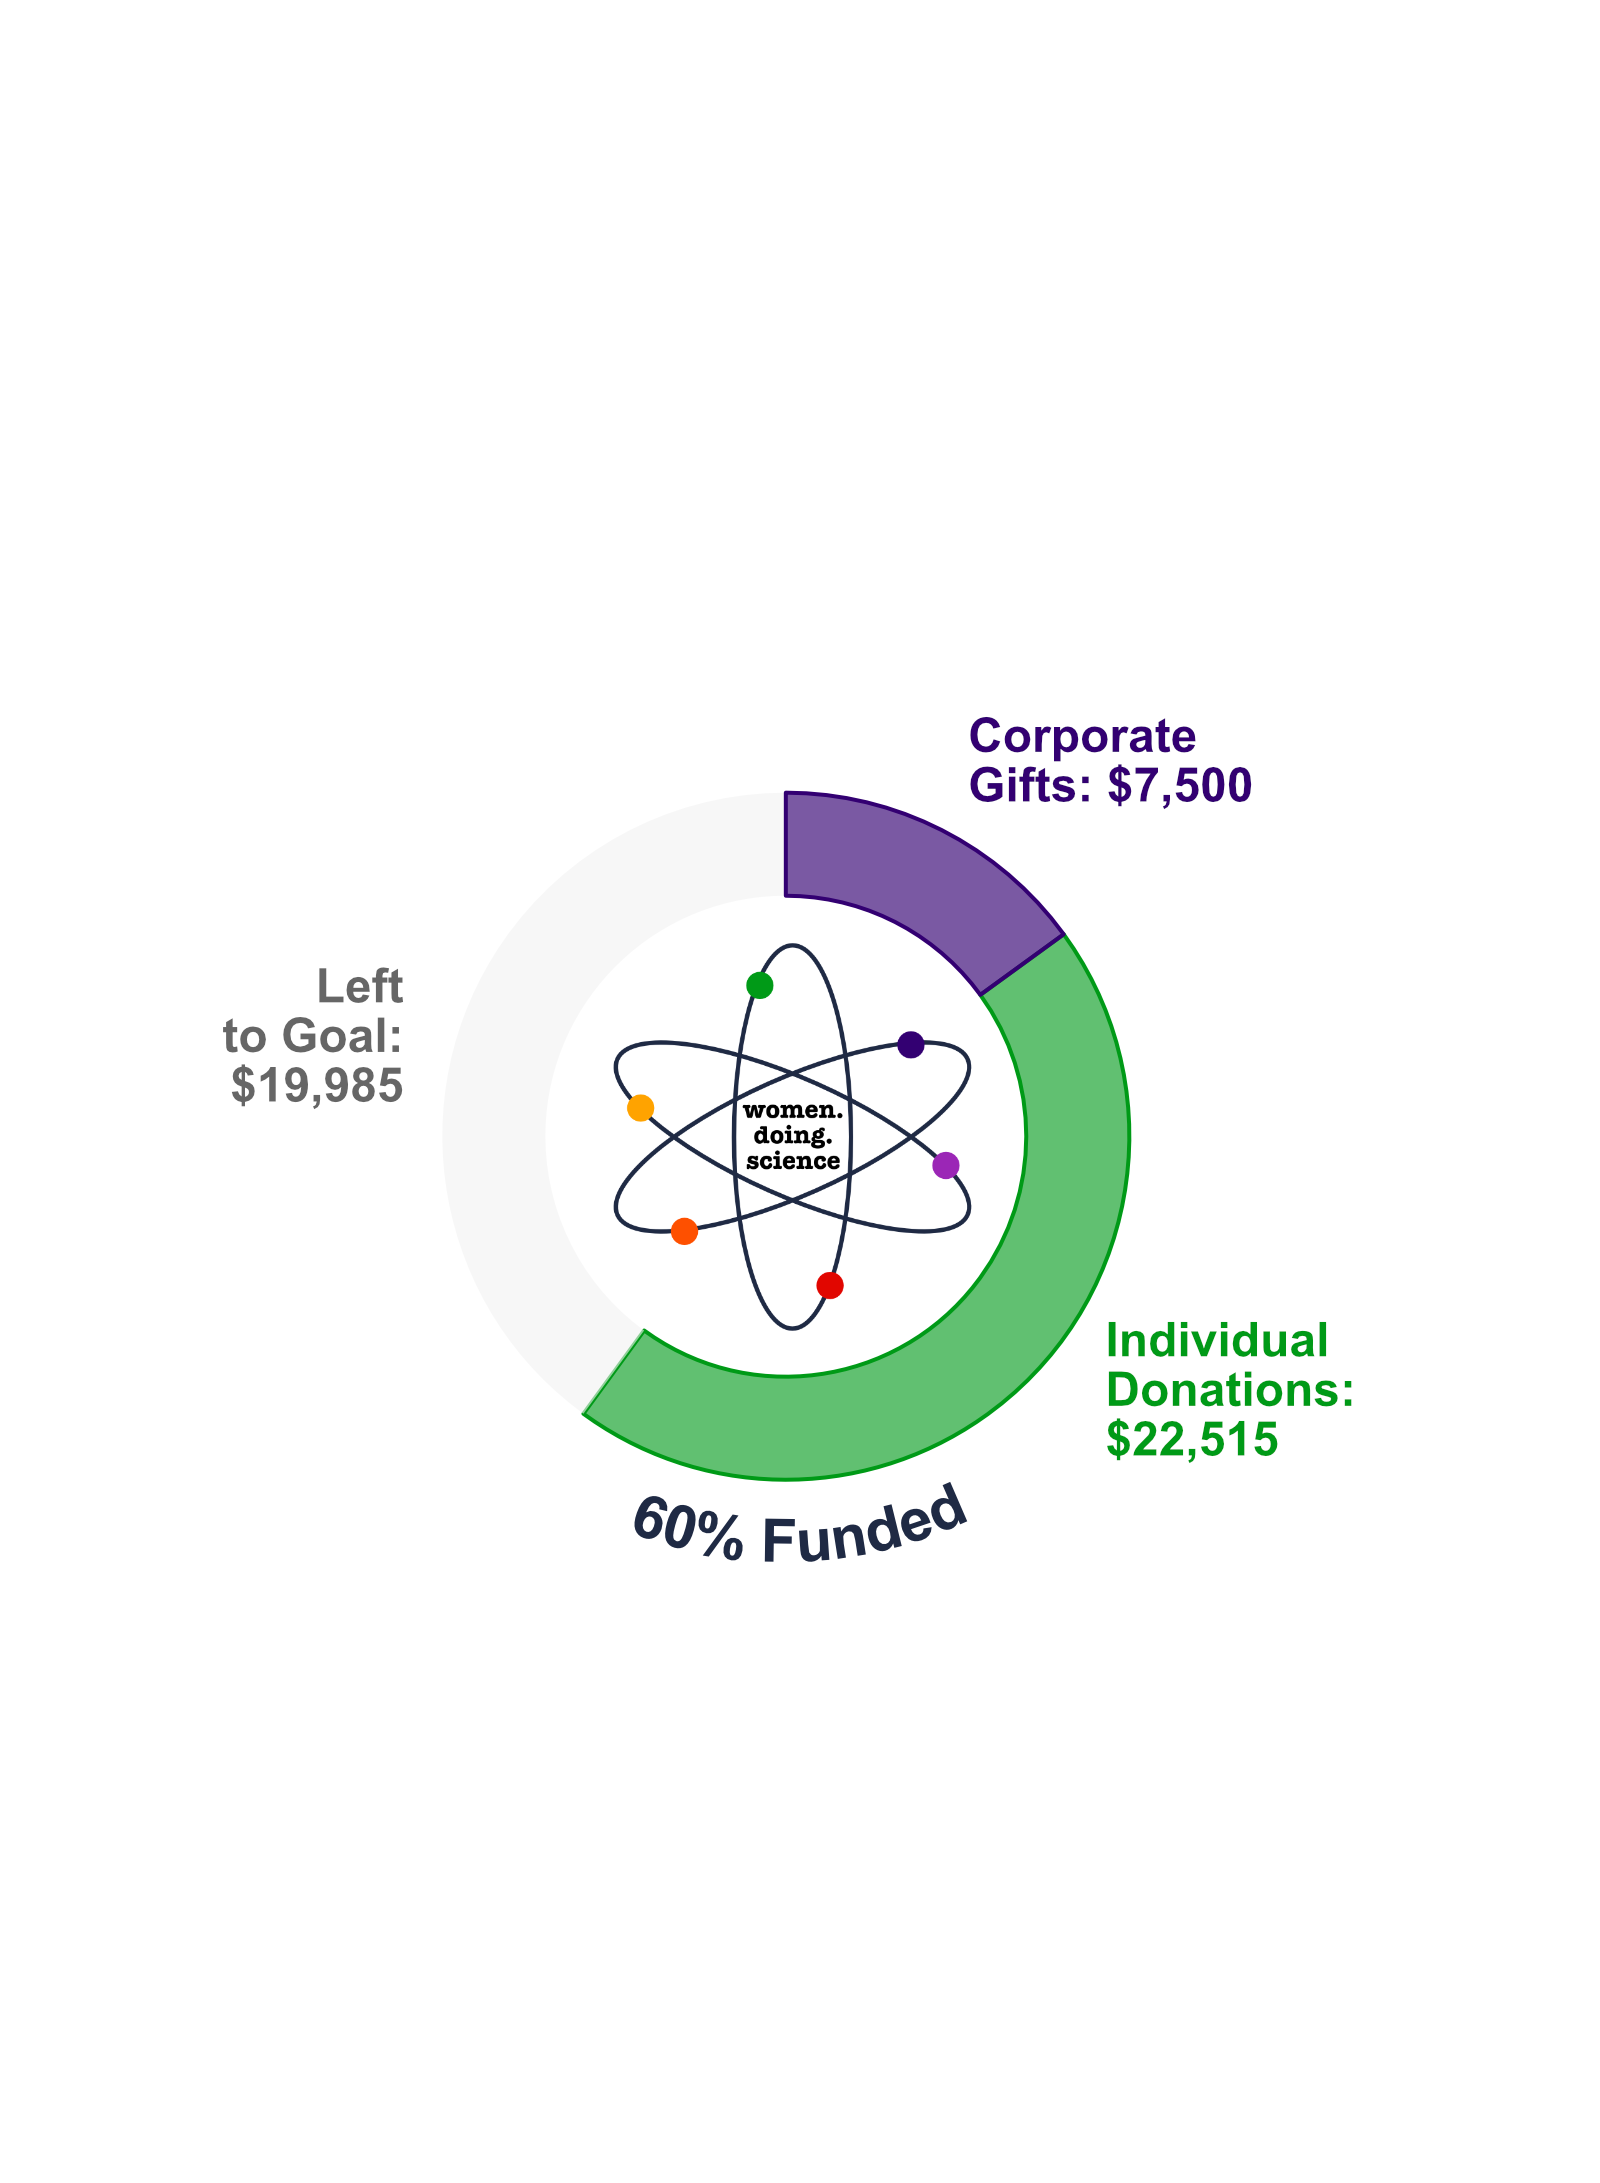 Corporate
Gifts: $7,500
Left
to Goal:
$19,985
women.
doing.
science
Individual
Donations:
$22,515
60% Funded